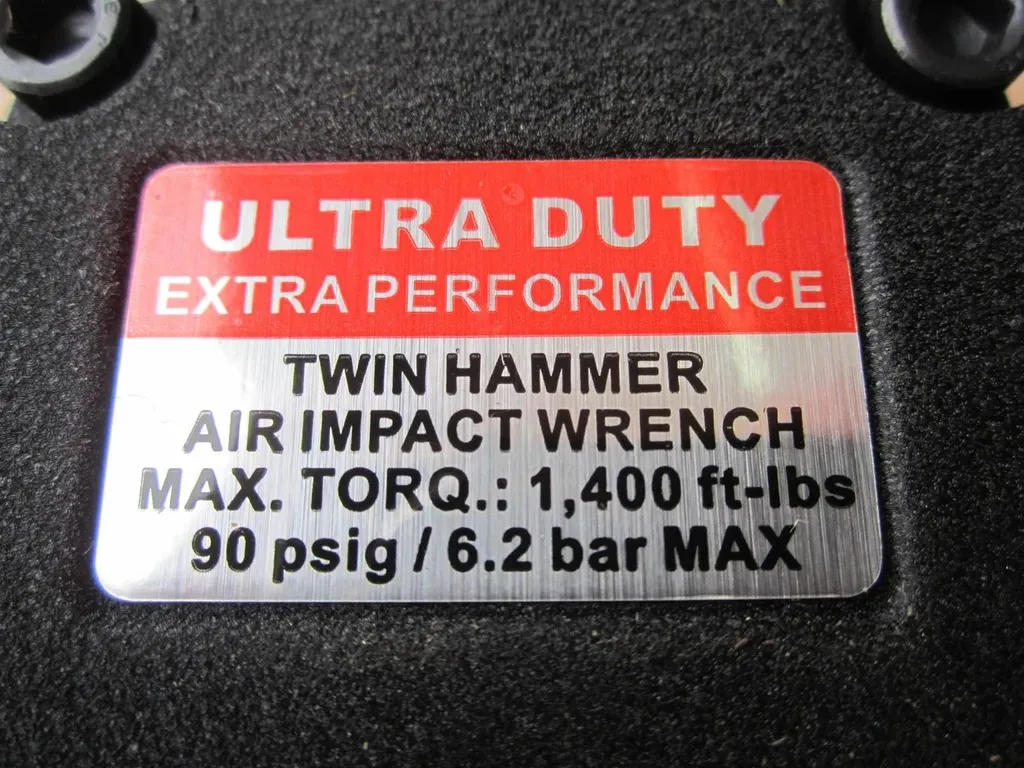 ULTRA DUTY
EXTRA PERFORMANCE
TWIN HAMMER
AIR IMPACT WRENCH
MAX. TORQ.: 1,400 ft-lbs
90 psig / 6.2 bar MAX